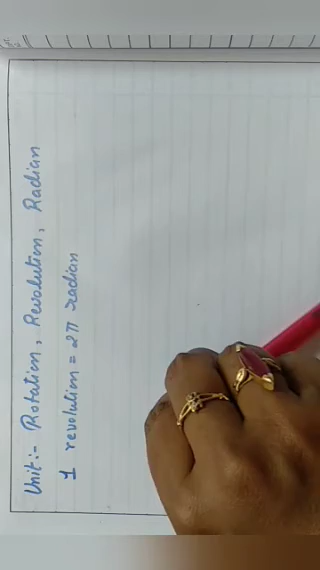 Unit:- Rotation, Revolution, Radian
1 revolution = 2π radian